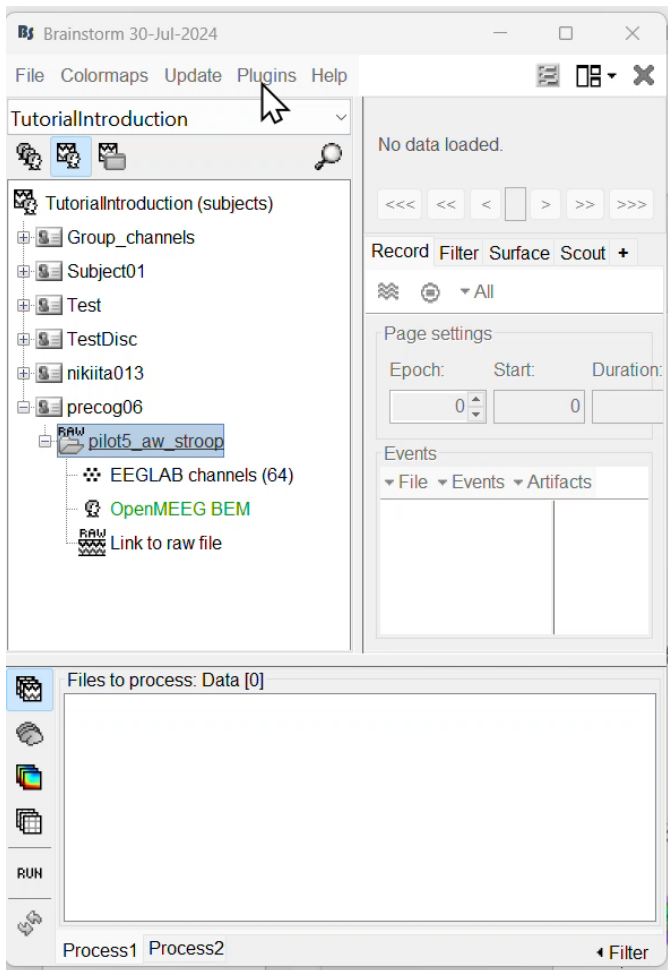 Bs Brainstorm 30-Jul-2024
File Colormaps Update Plugins Help
TutorialIntroduction
No data loaded.
<<< << < > >> >>>
TutorialIntroduction (subjects)
Group_channels
Subject01
Test
TestDisc
nikiita013
precog06
RAW pilot5_aw_stroop
EEGLAB channels (64)
OpenMEEG BEM
RAW Link to raw file
Record Filter Surface Scout +
All
Page settings
Epoch: Start: Duration:
0 0
Events
File Events Artifacts
Files to process: Data [0]
RUN
Process1 Process2
Filter